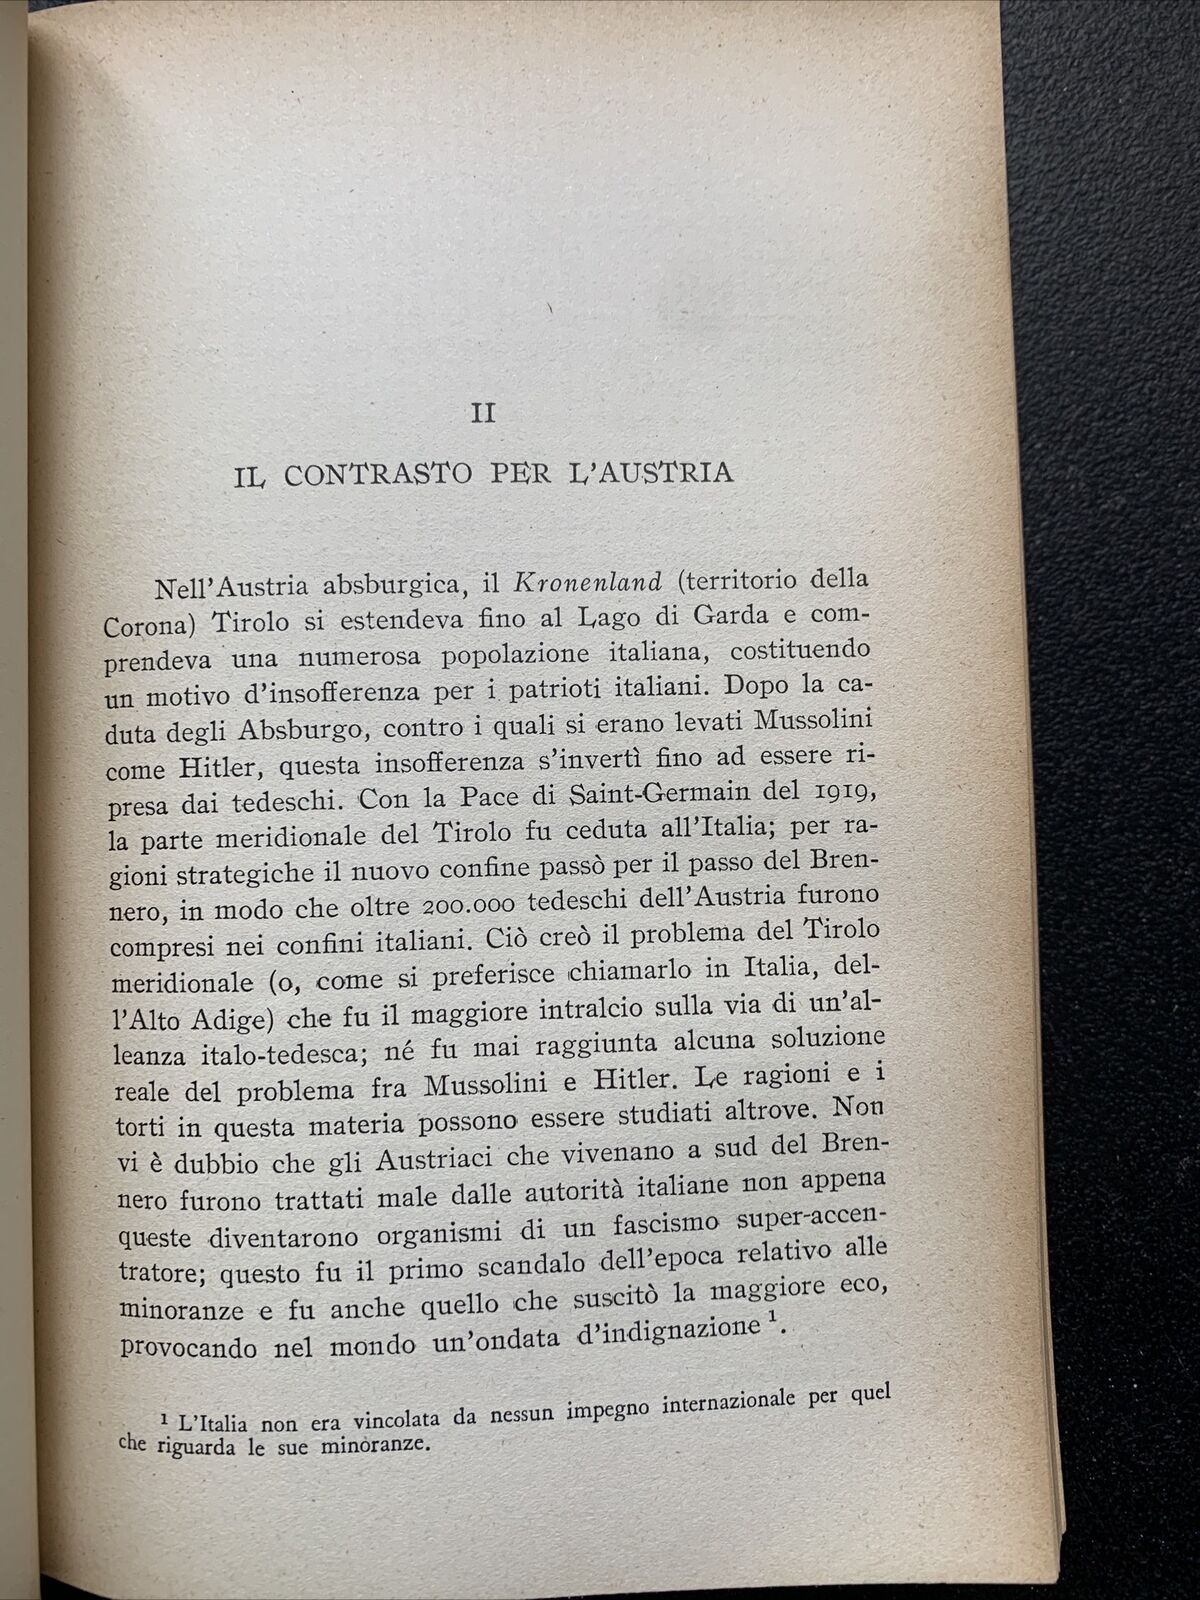 II
IL CONTRASTO PER L'AUSTRIA
Nell'Austria absburgica, il Kronenland (territorio della
Corona) Tirolo si estendeva fino al Lago di Garda e com-
prendeva una numerosa popolazione italiana, costituendo
un motivo d'insofferenza per i patrioti italiani. Dopo la ca-
duta degli Absburgo, contro i quali si erano levati Mussolini
come Hitler, questa insofferenza s'invertì fino ad essere ri-
presa dai tedeschi. Con la Pace di Saint-Germain del 1919,
la parte meridionale del Tirolo fu ceduta all'Italia; per ra-
gioni strategiche il nuovo confine passò per il passo del Bren-
nero, in modo che oltre 200.000 tedeschi dell'Austria furono
compresi nei confini italiani. Ciò creò il problema del Tirolo
meridionale (o, come si preferisce chiamarlo in Italia, del-
l'Alto Adige) che fu il maggiore intralcio sulla via di un'al-
leanza italo-tedesca; né fu mai raggiunta alcuna soluzione
reale del problema fra Mussolini e Hitler. Le ragioni e i
torti in questa materia possono essere studiati altrove. Non
vi è dubbio che gli Austriaci che vivenano a sud del Bren-
nero furono trattati male dalle autorità italiane non appena
queste diventarono organismi di un fascismo super-accen-
tratore; questo fu il primo scandalo dell'epoca relativo alle
minoranze e fu anche quello che suscitò la maggiore eco,
provocando nel mondo un'ondata d'indignazione 1.
1 L'Italia non era vincolata da nessun impegno internazionale per quel
che riguarda le sue minoranze.